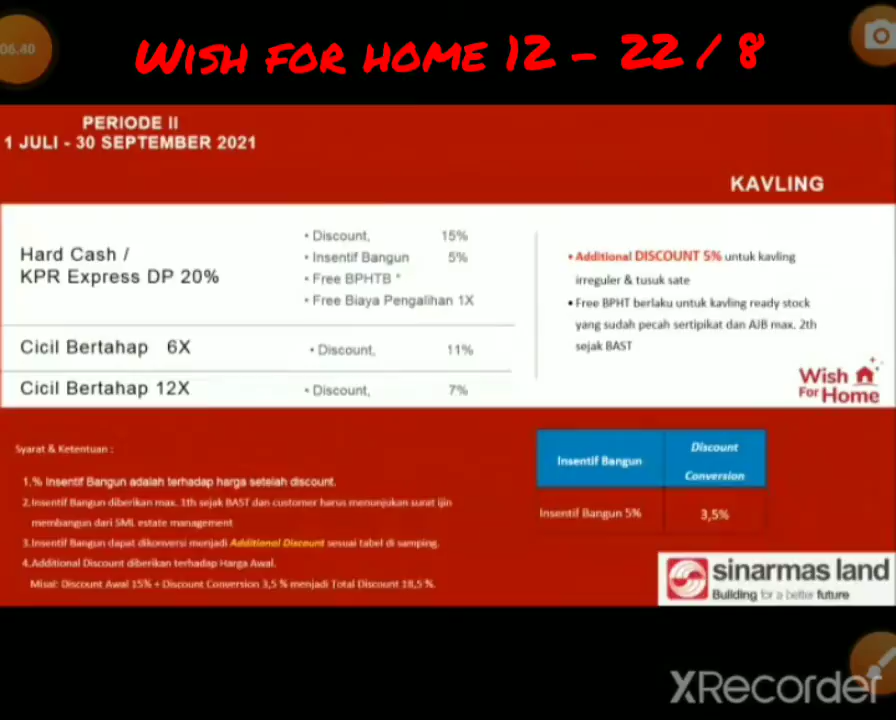 06.40
WISH FOR HOME 12 - 22 / 8
PERIODE II
1 JULI - 30 SEPTEMBER 2021
KAVLING
Hard Cash /
KPR Express DP 20%
• Discount, 15%
• Insentif Bangun 5%
• Free BPHTB *
• Free Biaya Pengalihan 1X
Cicil Bertahap 6X
• Discount, 11%
Cicil Bertahap 12X
• Discount, 7%
• Additional DISCOUNT 5% untuk kavling
irreguler & tusuk sate
• Free BPHT berlaku untuk kavling ready stock
yang sudah pecah sertipikat dan AJB max. 2th
sejak BAST
Wish
For Home
Syarat & Ketentuan :
1.% Insentif Bangun adalah terhadap harga setelah discount.
2.Insentif Bangun diberikan max. 1th sejak BAST dan customer harus menunjukan surat ijin
membangun dari SML estate management
3.Insentif Bangun dapat dikonversi menjadi Additional Discount sesuai tabel di samping.
4.Additional Discount diberikan terhadap Harga Awal.
Misal: Discount Awal 15% + Discount Conversion 3,5 % menjadi Total Discount 18,5 %.
Insentif Bangun
Discount
Conversion
Insentif Bangun 5% 3,5%
sinarmas land
Building for a better future
XRecorder